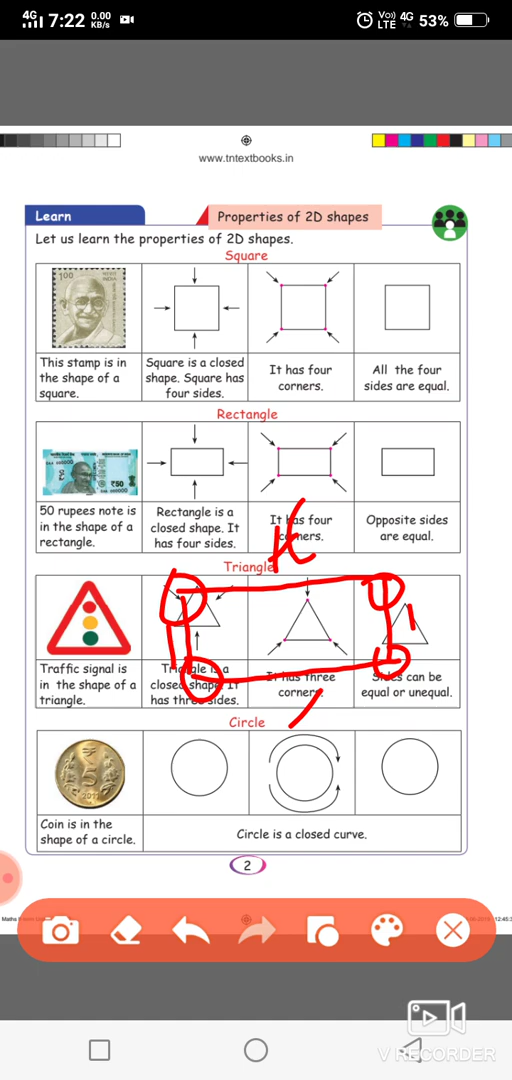 4G 7:22 0.00 KB/s Vo) LTE 4G 53%
www.tntextbooks.in
Learn Properties of 2D shapes
Let us learn the properties of 2D shapes.
Square
1.00 INDIA
This stamp is in the shape of a square.
Square is a closed shape. Square has four sides.
It has four corners.
All the four sides are equal.
Rectangle
₹50
50 rupees note is in the shape of a rectangle.
Rectangle is a closed shape. It has four sides.
It has four corners.
Opposite sides are equal.
Triangle
Traffic signal is in the shape of a triangle.
Triangle is a closed shape. It has three sides.
It has three corners.
Sides can be equal or unequal.
Circle
₹ 5
Coin is in the shape of a circle.
Circle is a closed curve.
2
V RECORDER